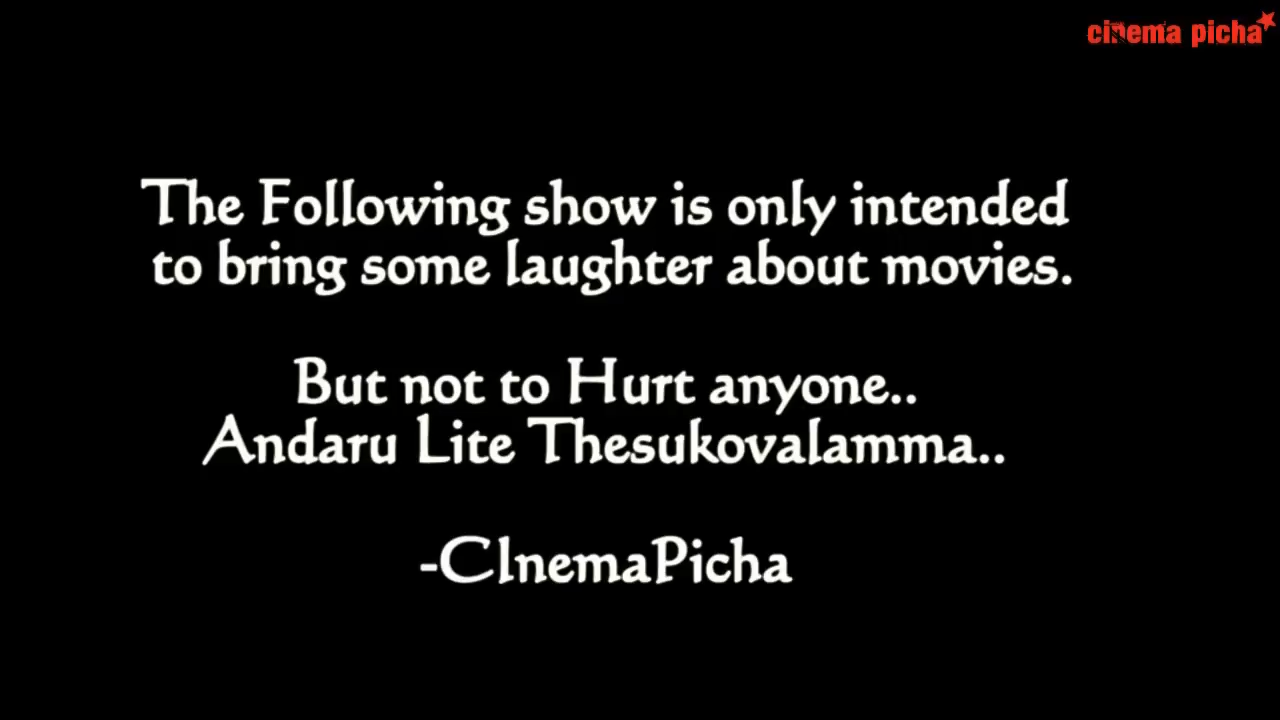 cinema picha
The Following show is only intended
to bring some laughter about movies.
But not to Hurt anyone..
Andaru Lite Thesukovalamma..
-CInemaPicha